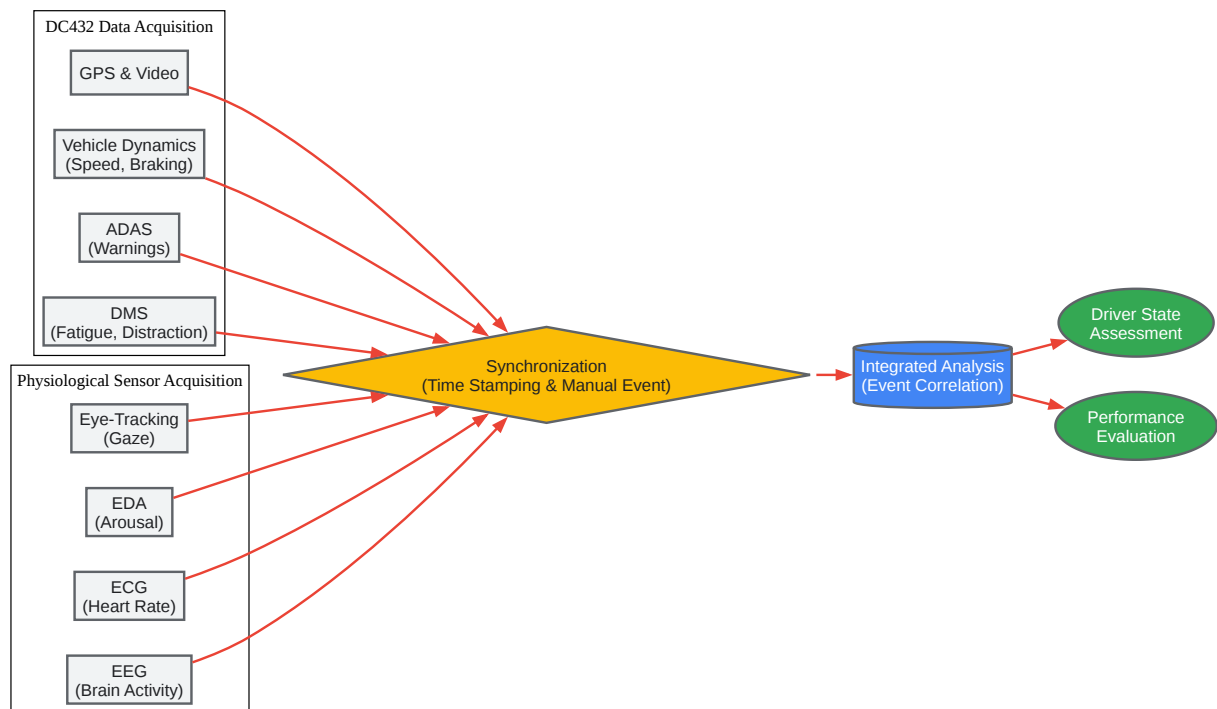 DC432 Data Acquisition
GPS & Video
Vehicle Dynamics
(Speed, Braking)
ADAS
(Warnings)
DMS
(Fatigue, Distraction)
Physiological Sensor Acquisition
Eye-Tracking
(Gaze)
EDA
(Arousal)
ECG
(Heart Rate)
EEG
(Brain Activity)
Synchronization
(Time Stamping & Manual Event)
Integrated Analysis
(Event Correlation)
Driver State
Assessment
Performance
Evaluation